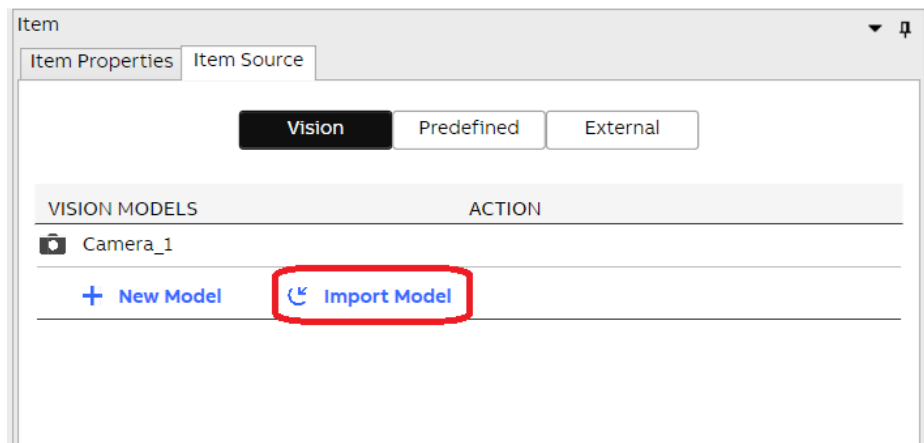 Item
Item Properties Item Source
Vision Predefined External
VISION MODELS ACTION
Camera_1
New Model Import Model